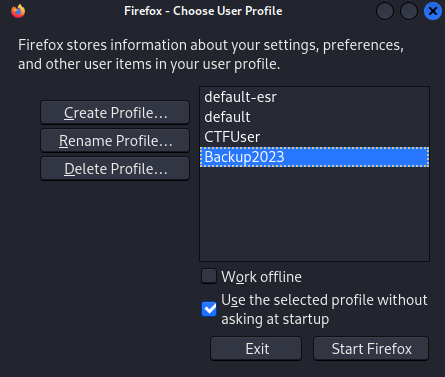 Firefox - Choose User Profile
Firefox stores information about your settings, preferences,
and other user items in your user profile.
Create Profile...
Rename Profile...
Delete Profile...
default-esr
default
CTFUser
Backup2023
Work offline
Use the selected profile without
asking at startup
Exit
Start Firefox